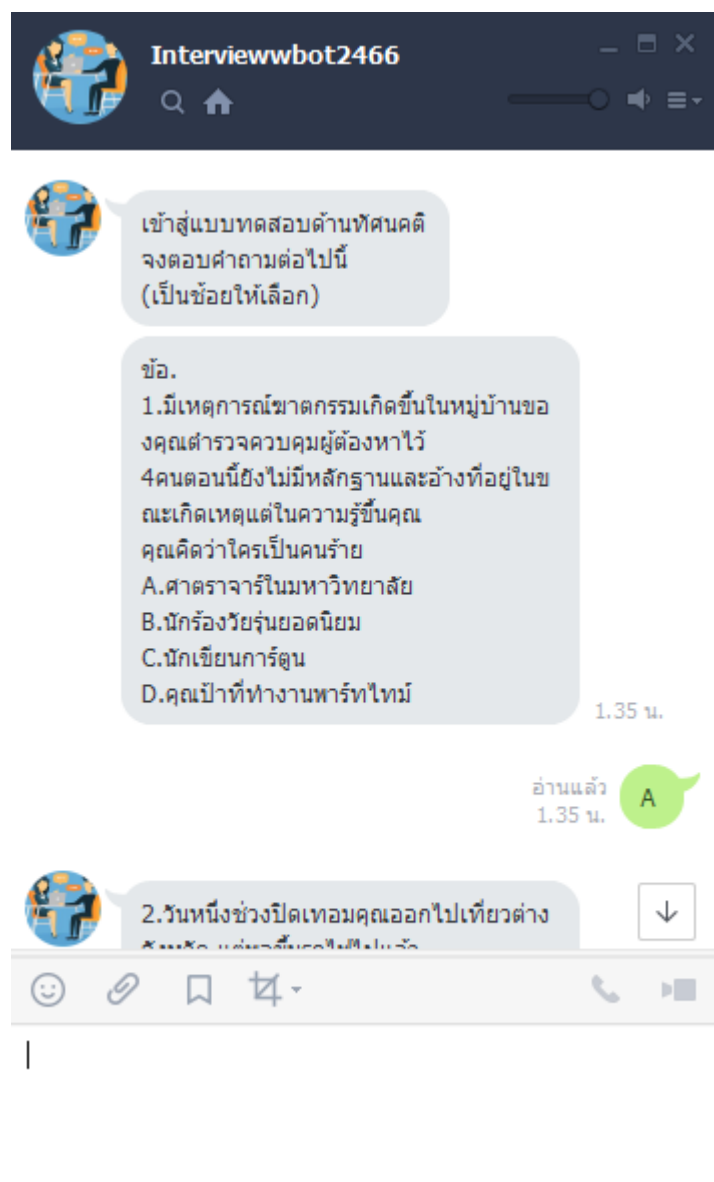 Interviewwbot2466
เข้าสู่แบบทดสอบด้านทัศนคติ
จงตอบคำถามต่อไปนี้
(เป็นช้อยให้เลือก)
ข้อ.
1.มีเหตุการณ์ฆาตกรรมเกิดขึ้นในหมู่บ้านขอ
งคุณตำรวจควบคุมผู้ต้องหาไว้
4คนตอนนี้ยังไม่มีหลักฐานและอ้างที่อยู่ในข
ณะเกิดเหตุแต่ในความรู้ขึ้นคุณ
คุณคิดว่าใครเป็นคนร้าย
A.ศาตราจาร์ในมหาวิทยาลัย
B.นักร้องวัยรุ่นยอดนิยม
C.นักเขียนการ์ตูน
D.คุณป้าที่ทำงานพาร์ทไทม์
1.35 น.
อ่านแล้ว
1.35 น.
A
2.วันหนึ่งช่วงปิดเทอมคุณออกไปเที่ยวต่าง